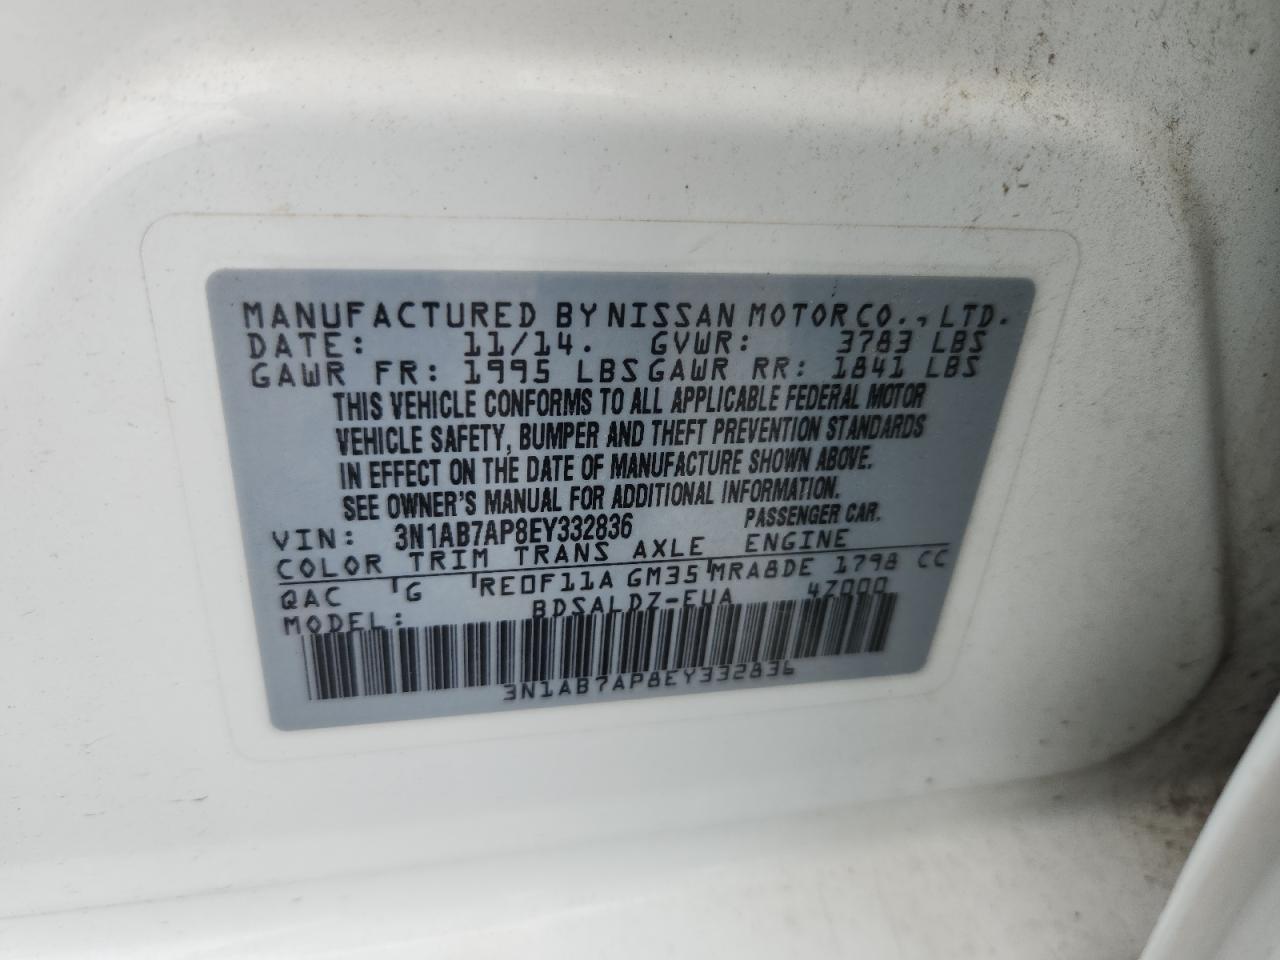 MANUFACTURED BY NISSAN MOTOR CO., LTD.
DATE: 11/14. GVWR: 3783 LBS
GAWR FR: 1995 LBS GAWR RR: 1841 LBS
THIS VEHICLE CONFORMS TO ALL APPLICABLE FEDERAL MOTOR
VEHICLE SAFETY, BUMPER AND THEFT PREVENTION STANDARDS
IN EFFECT ON THE DATE OF MANUFACTURE SHOWN ABOVE.
SEE OWNER'S MANUAL FOR ADDITIONAL INFORMATION.
VIN: 3N1AB7AP8EY332836 PASSENGER CAR.
COLOR TRIM TRANS AXLE ENGINE
QAC G RE0F11A GM35 MRA8DE 1798 CC
MODEL: BDSALDZ-EUA 4Z000
3N1AB7AP8EY332836